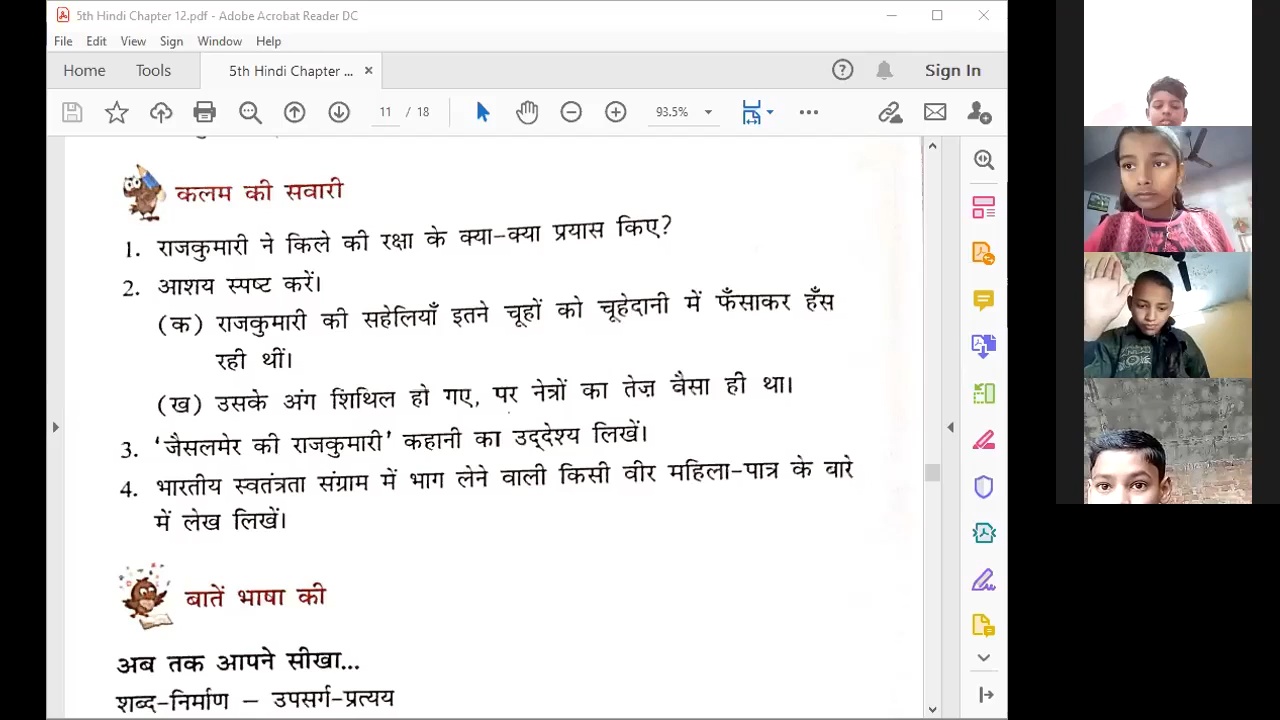 5th Hindi Chapter 12.pdf - Adobe Acrobat Reader DC
File Edit View Sign Window Help
Home Tools 5th Hindi Chapter ... × Sign In
11 / 18 93.5%
कलम की सवारी
1. राजकुमारी ने किले की रक्षा के क्या-क्या प्रयास किए?
2. आशय स्पष्ट करें।
(क) राजकुमारी की सहेलियाँ इतने चूहों को चूहेदानी में फँसाकर हँस
रही थीं।
(ख) उसके अंग शिथिल हो गए, पर नेत्रों का तेज़ वैसा ही था।
3. 'जैसलमेर की राजकुमारी' कहानी का उद्देश्य लिखें।
4. भारतीय स्वतंत्रता संग्राम में भाग लेने वाली किसी वीर महिला-पात्र के बारे
में लेख लिखें।
बातें भाषा की
अब तक आपने सीखा...
शब्द-निर्माण – उपसर्ग-प्रत्यय